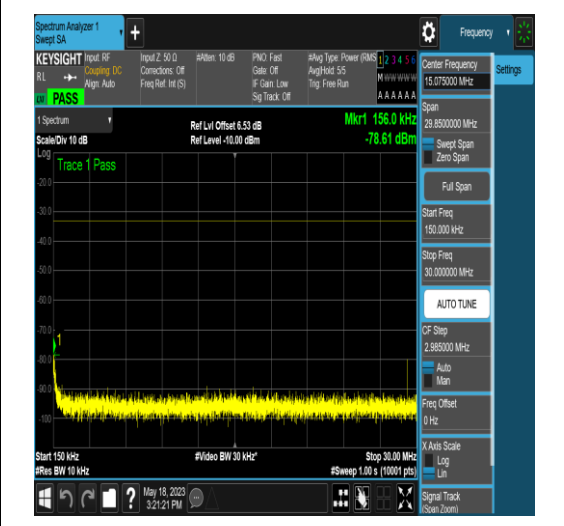 Spectrum Analyzer 1
Swept SA
Frequency
KEYSIGHT
RL
PASS
Input: RF
Coupling: DC
Align: Auto
Input Z: 50 Ω
Corrections: Off
Freq Ref: Int (S)
#Atten: 10 dB
PNO: Fast
Gate: Off
IF Gain: Low
Sig Track: Off
#Avg Type: Power (RMS
Avg|Hold: 5/5
Trig: Free Run
1 2 3 4 5 6
M W W W W W
A A A A A A
1 Spectrum
Scale/Div 10 dB
Ref Lvl Offset 6.53 dB
Ref Level -10.00 dBm
Mkr1 156.0 kHz
-78.61 dBm
Log
Trace 1 Pass
-20.0
-30.0
-40.0
-50.0
-60.0
-70.0
-80.0
-90.0
-100
1
Start 150 kHz
#Res BW 10 kHz
#Video BW 30 kHz*
Stop 30.00 MHz
#Sweep 1.00 s (10001 pts)
May 18, 2023
3:21:21 PM
Center Frequency
15.075000 MHz
Settings
Span
29.8500000 MHz
Swept Span
Zero Span
Full Span
Start Freq
150.000 kHz
Stop Freq
30.000000 MHz
AUTO TUNE
CF Step
2.985000 MHz
Auto
Man
Freq Offset
0 Hz
X Axis Scale
Log
Lin
Signal Track
(Span Zoom)